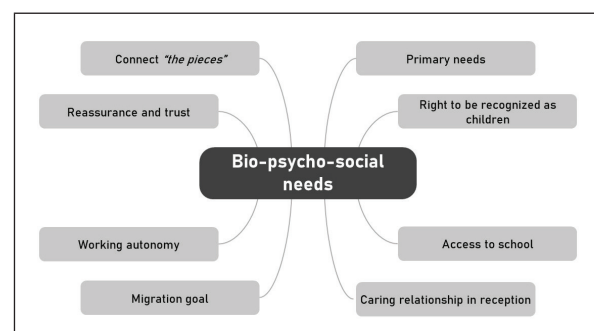 Connect "the pieces"
Primary needs
Reassurance and trust
Right to be recognized as
children
Bio-psycho-social
needs
Working autonomy
Access to school
Migration goal
Caring relationship in reception